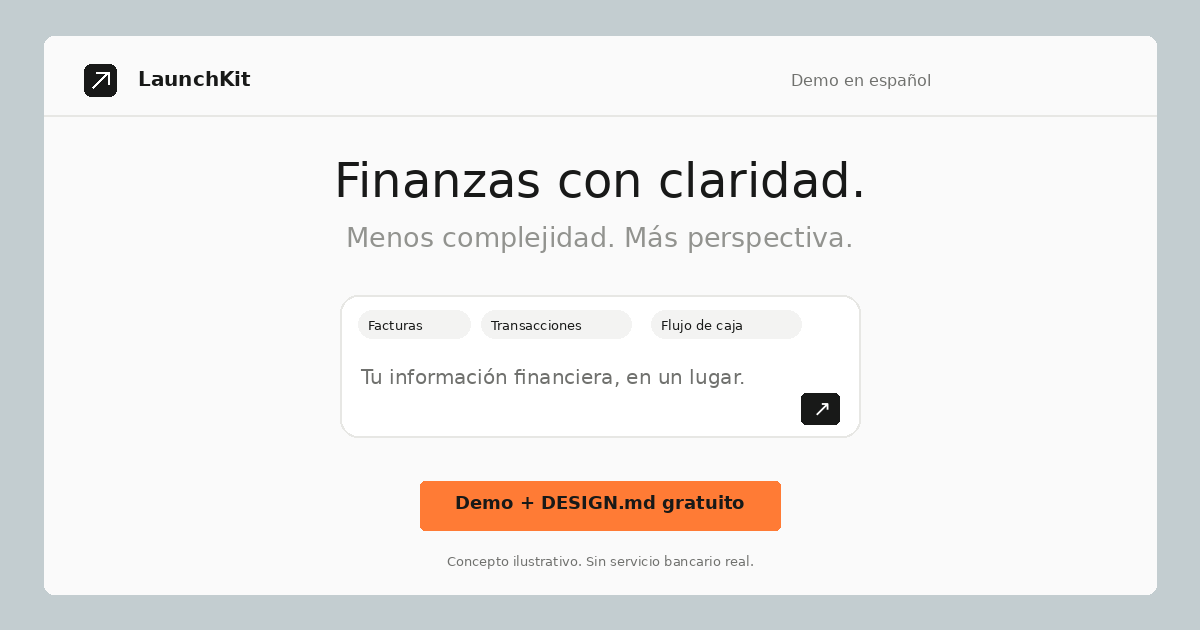 LaunchKit
Demo en español
Finanzas con claridad.
Menos complejidad. Más perspectiva.
Facturas
Transacciones
Flujo de caja
Tu información financiera, en un lugar.
Demo + DESIGN.md gratuito
Concepto ilustrativo. Sin servicio bancario real.